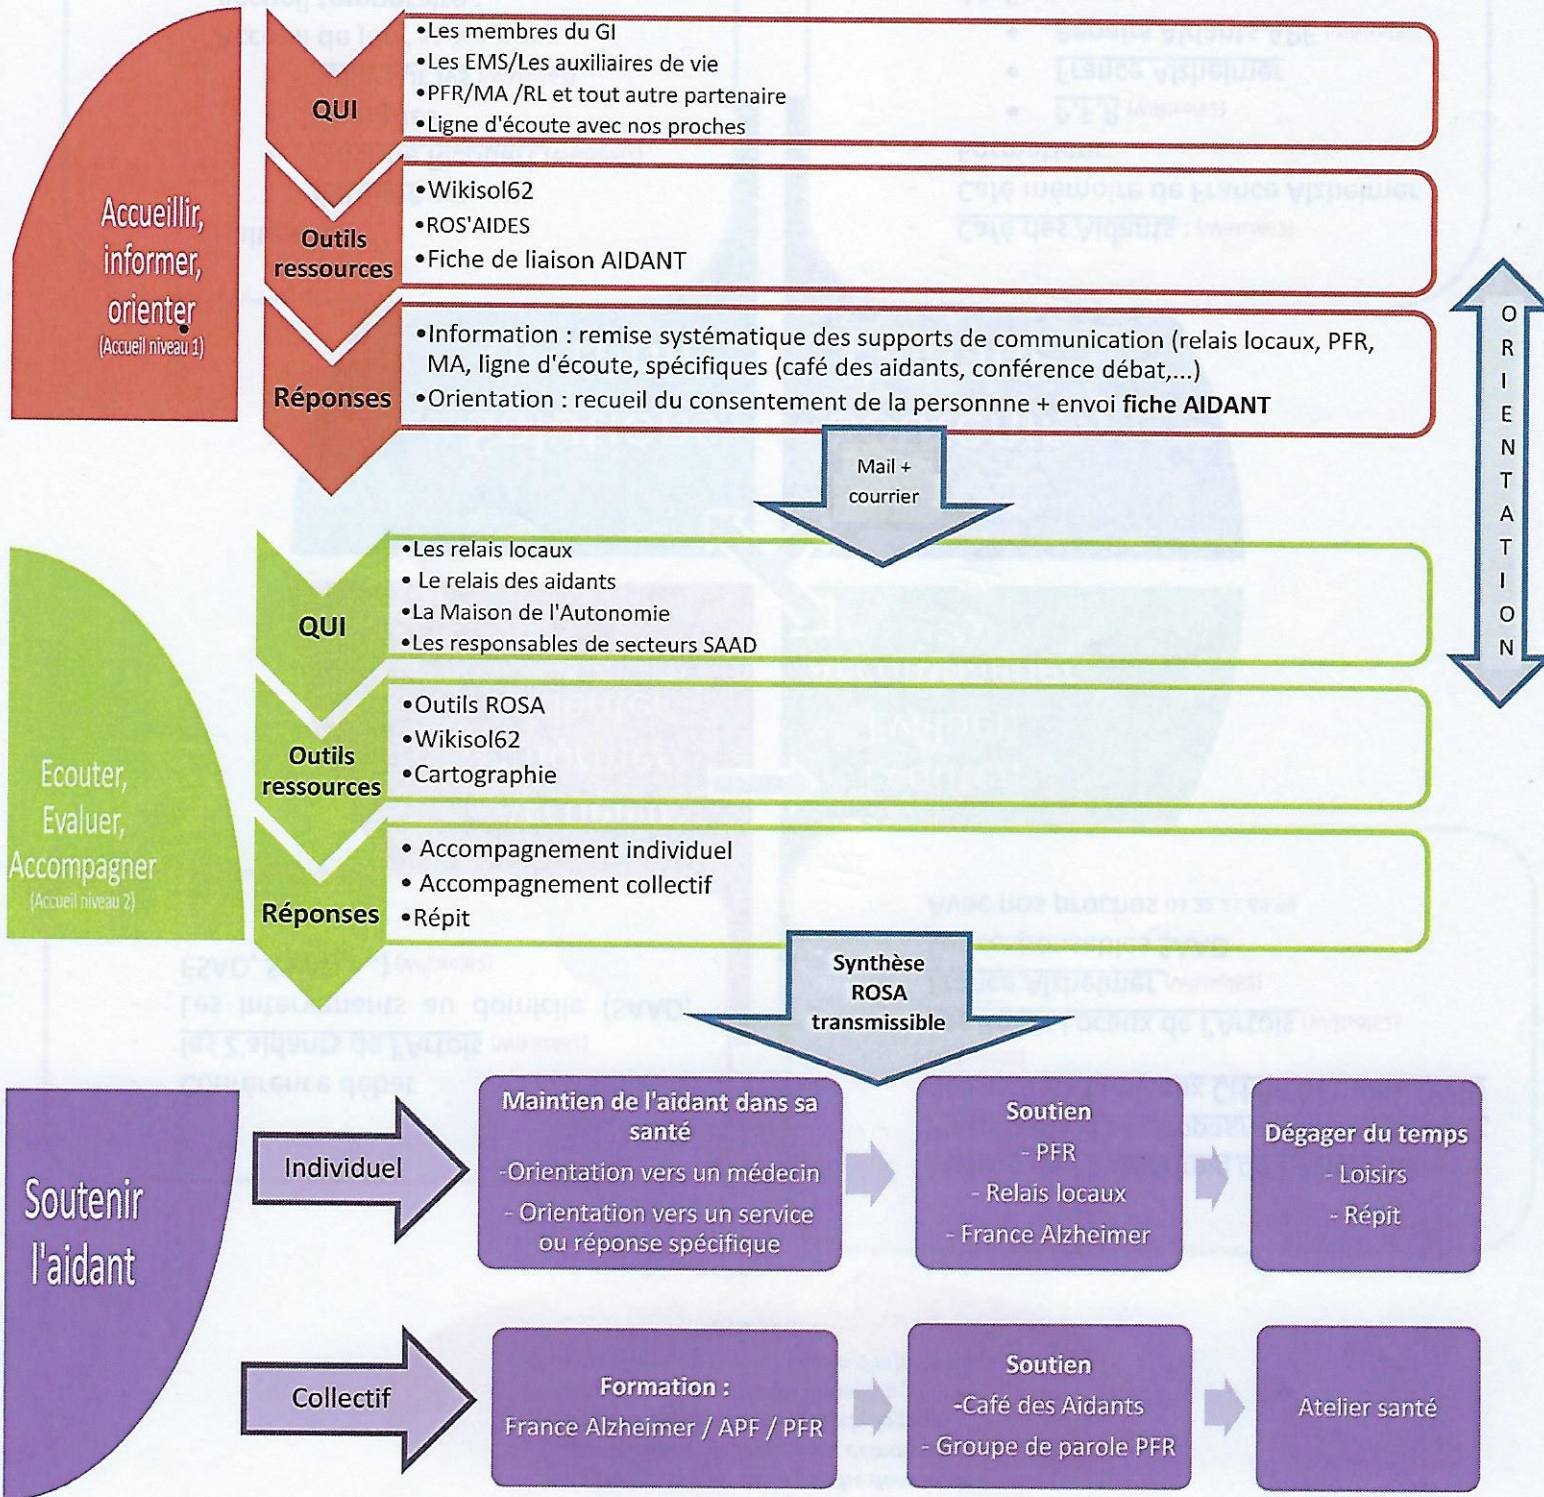 Accueillir,
informer,
orienter
(Accueil niveau 1)
QUI
•Les membres du GI
•Les EMS/Les auxiliaires de vie
•PFR/MA /RL et tout autre partenaire
•Ligne d'écoute avec nos proches
Outils
ressources
•Wikisol62
•ROS'AIDES
•Fiche de liaison AIDANT
Réponses
•Information : remise systématique des supports de communication (relais locaux, PFR,
MA, ligne d'écoute, spécifiques (café des aidants, conférence débat,...)
•Orientation : recueil du consentement de la personnne + envoi fiche AIDANT
Mail +
courrier
ORIENTATION
Ecouter,
Evaluer,
Accompagner
(Accueil niveau 2)
QUI
•Les relais locaux
• Le relais des aidants
•La Maison de l'Autonomie
•Les responsables de secteurs SAAD
Outils
ressources
•Outils ROSA
•Wikisol62
•Cartographie
Réponses
• Accompagnement individuel
• Accompagnement collectif
•Répit
Synthèse
ROSA
transmissible
Soutenir
l'aidant
Individuel
Maintien de l'aidant dans sa
santé
-Orientation vers un médecin
- Orientation vers un service
ou réponse spécifique
Soutien
- PFR
- Relais locaux
- France Alzheimer
Dégager du temps
- Loisirs
- Répit
Collectif
Formation :
France Alzheimer / APF / PFR
Soutien
-Café des Aidants
- Groupe de parole PFR
Atelier santé